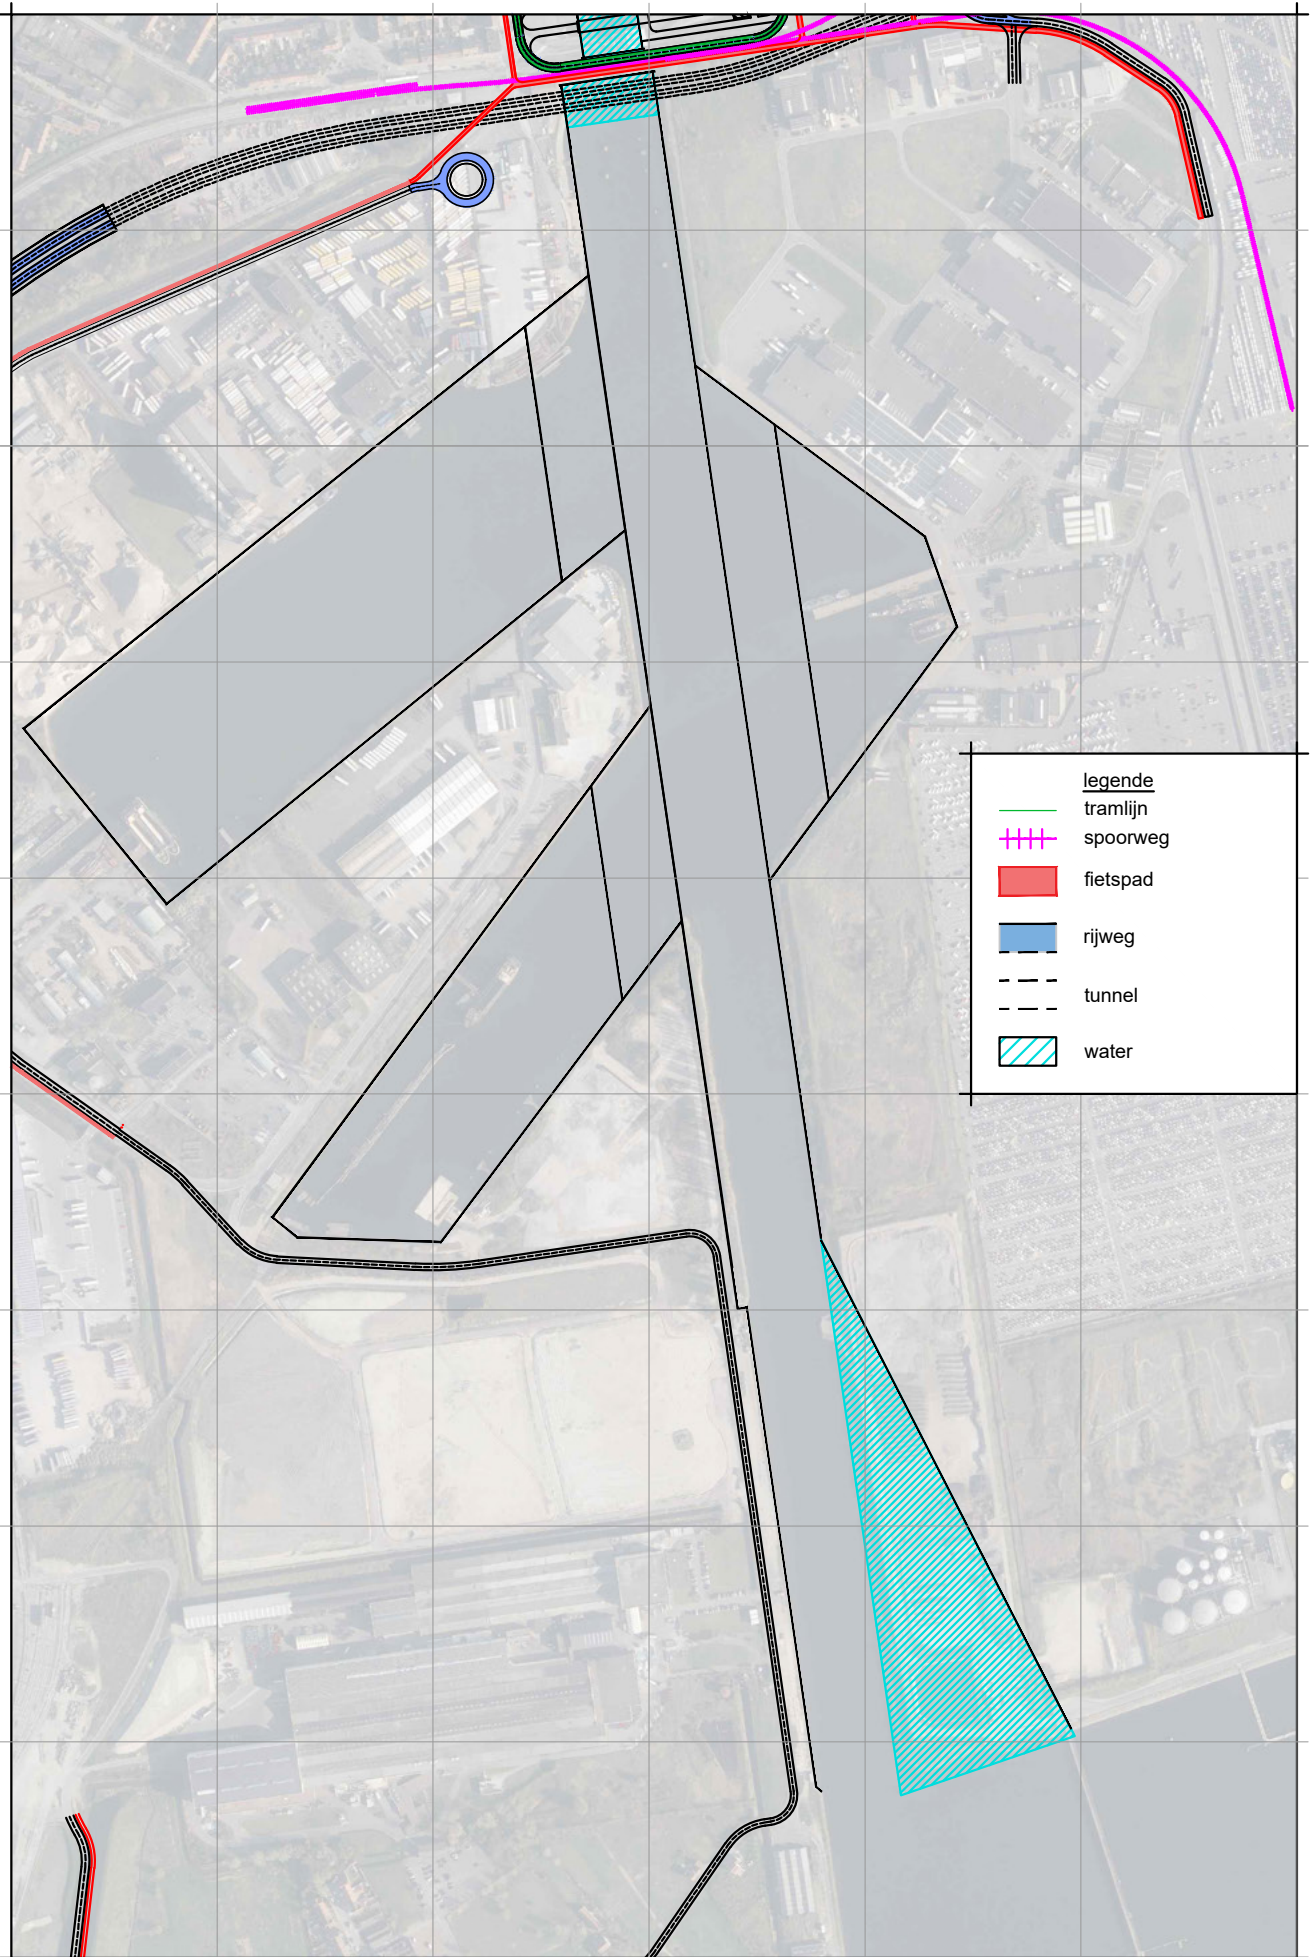 legende
tramlijn
spoorweg
fietspad
rijweg
tunnel
water